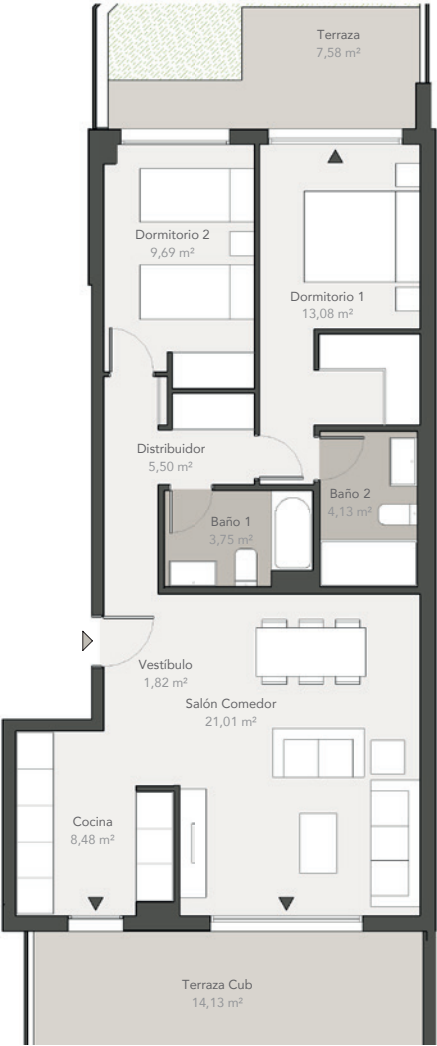 Terraza
7,58 m²
Dormitorio 2
9,69 m²
Dormitorio 1
13,08 m²
Distribuidor
5,50 m²
Baño 2
4,13 m²
Baño 1
3,75 m²
Vestíbulo
1,82 m²
Salón Comedor
21,01 m²
Cocina
8,48 m²
Terraza Cub
14,13 m²